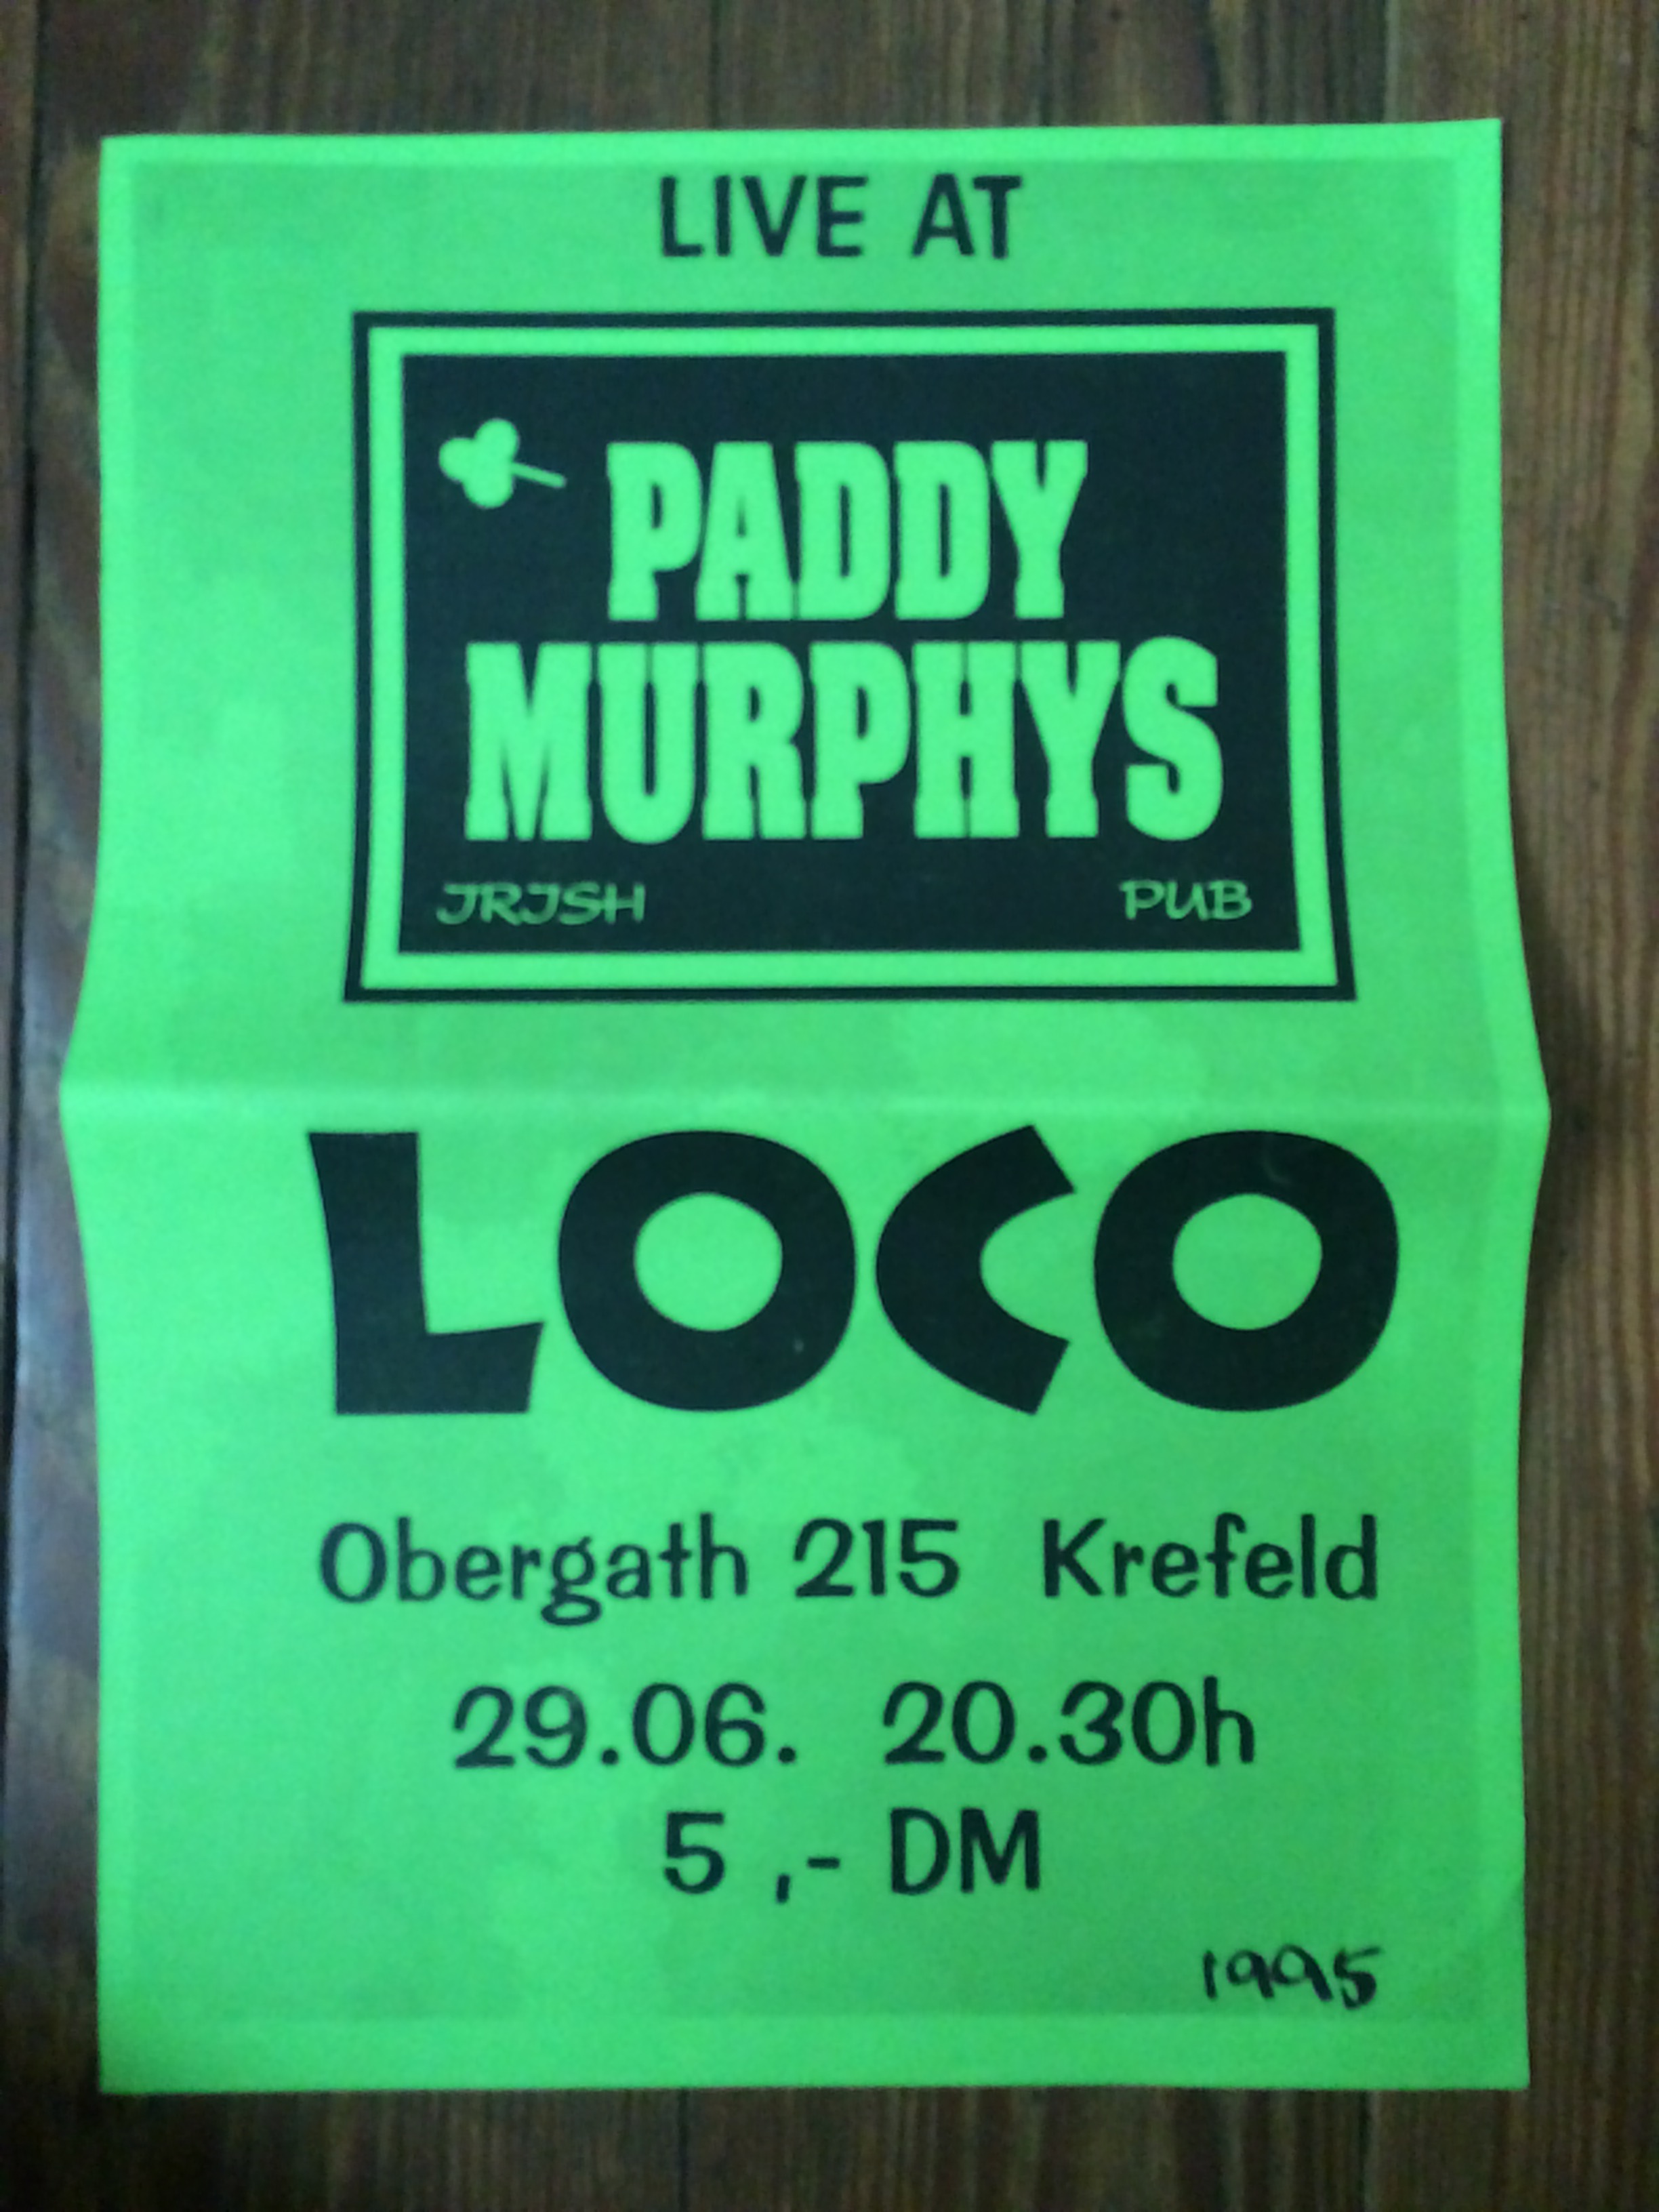 LIVE AT
PADDY
MURPHYS
JRJSH PUB
LOCO
Obergath 215 Krefeld
29.06. 20.30h
5 ,- DM
1995